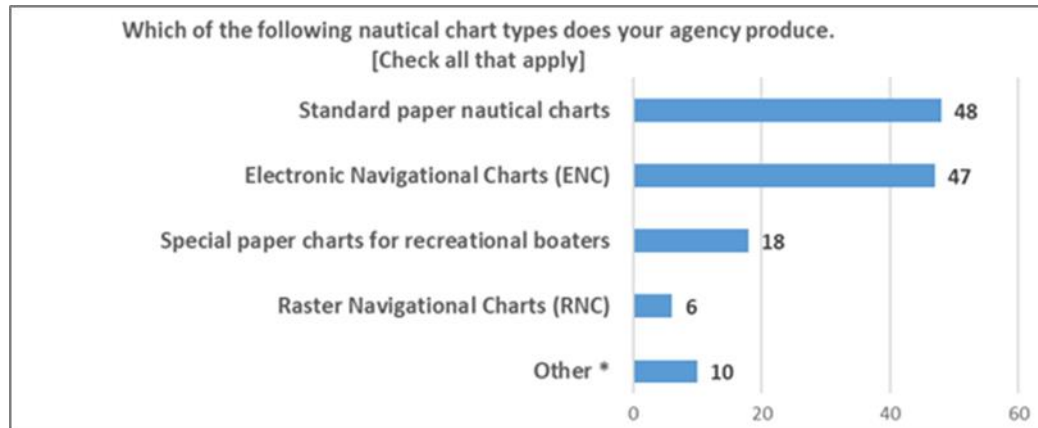 Which of the following nautical chart types does your agency produce.
[Check all that apply]
Standard paper nautical charts 48
Electronic Navigational Charts (ENC) 47
Special paper charts for recreational boaters 18
Raster Navigational Charts (RNC) 6
Other * 10
0 20 40 60